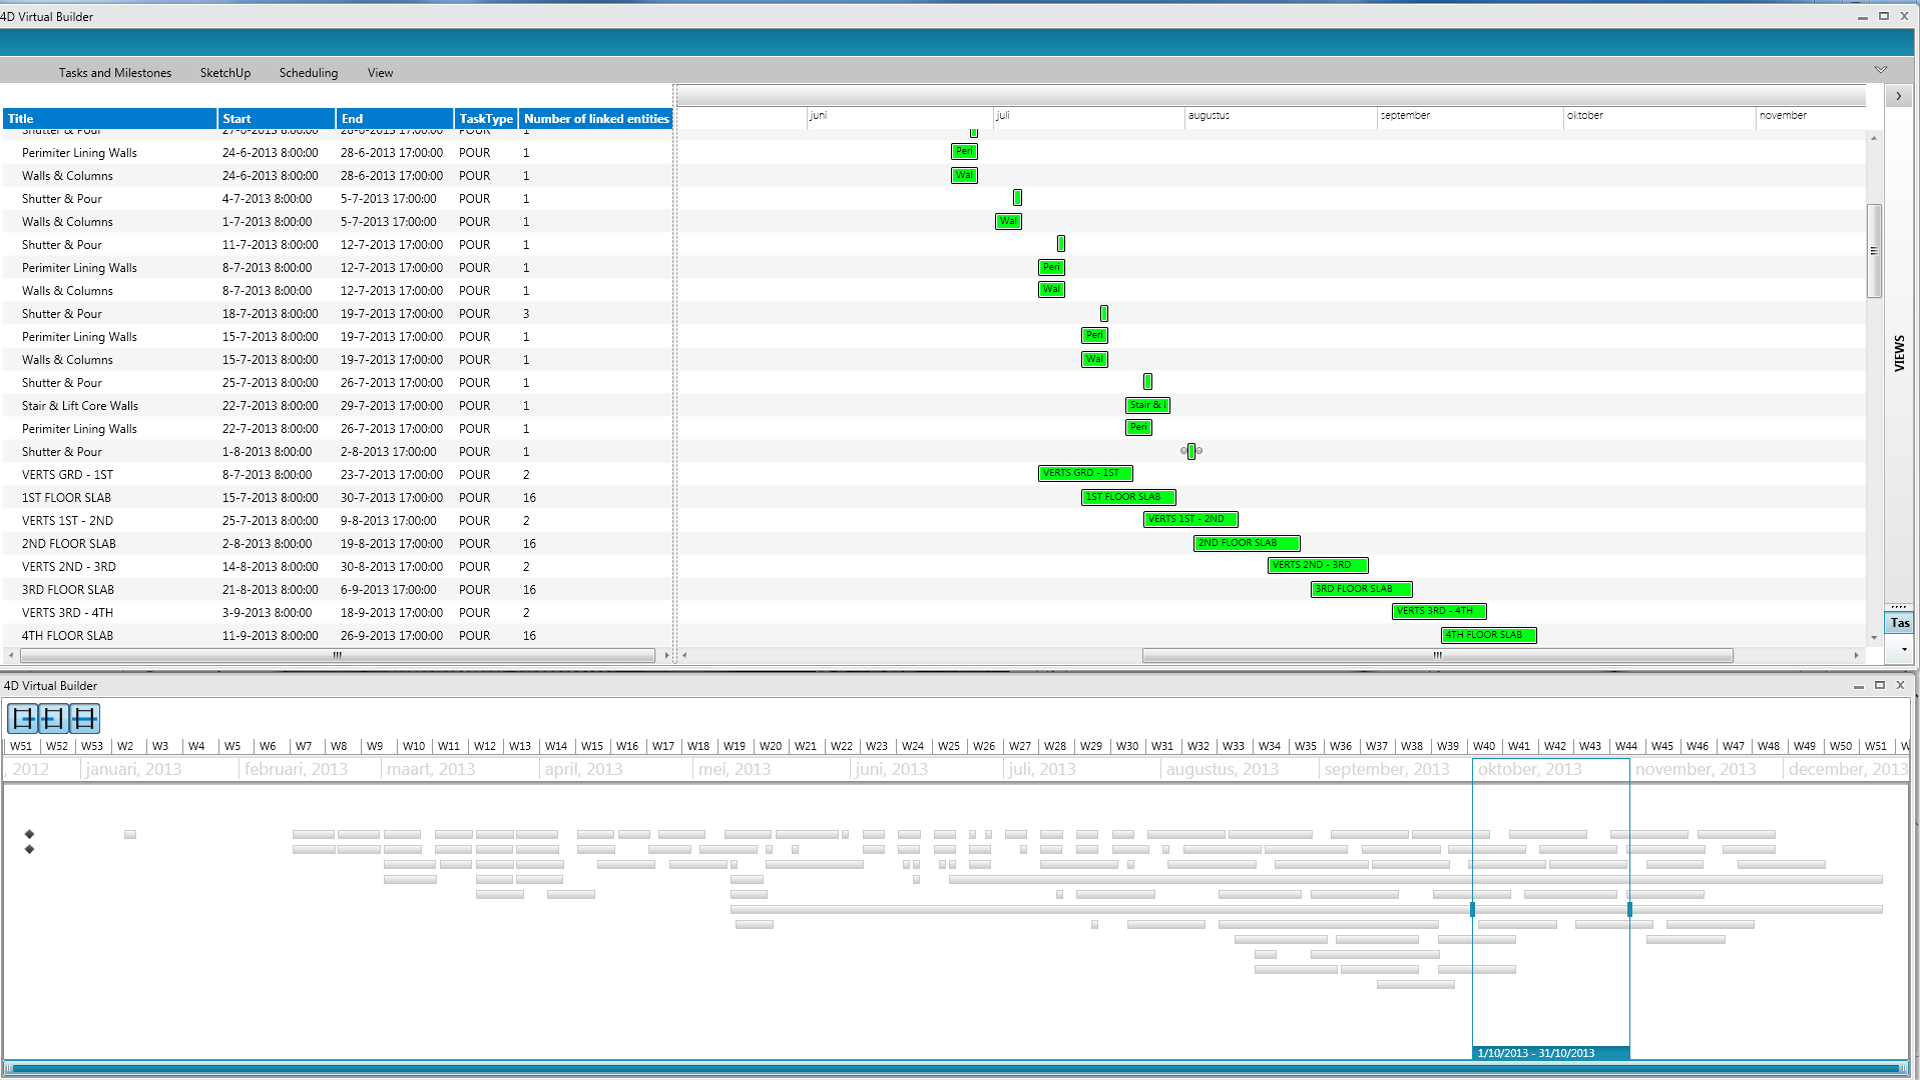 4D Virtual Builder
Tasks and Milestones SketchUp Scheduling View
Title Start End TaskType Number of linked entities
juni juli augustus september oktober november
Shutter & Pour 27-6-2013 8:00:00 28-6-2013 17:00:00 POUR 1
Perimiter Lining Walls 24-6-2013 8:00:00 28-6-2013 17:00:00 POUR 1 Peri
Walls & Columns 24-6-2013 8:00:00 28-6-2013 17:00:00 POUR 1 Wal
Shutter & Pour 4-7-2013 8:00:00 5-7-2013 17:00:00 POUR 1
Walls & Columns 1-7-2013 8:00:00 5-7-2013 17:00:00 POUR 1 Wal
Shutter & Pour 11-7-2013 8:00:00 12-7-2013 17:00:00 POUR 1
Perimiter Lining Walls 8-7-2013 8:00:00 12-7-2013 17:00:00 POUR 1 Peri
Walls & Columns 8-7-2013 8:00:00 12-7-2013 17:00:00 POUR 1 Wal
Shutter & Pour 18-7-2013 8:00:00 19-7-2013 17:00:00 POUR 3
Perimiter Lining Walls 15-7-2013 8:00:00 19-7-2013 17:00:00 POUR 1 Peri
Walls & Columns 15-7-2013 8:00:00 19-7-2013 17:00:00 POUR 1 Wal
Shutter & Pour 25-7-2013 8:00:00 26-7-2013 17:00:00 POUR 1
Stair & Lift Core Walls 22-7-2013 8:00:00 29-7-2013 17:00:00 POUR 1 Stair & l
Perimiter Lining Walls 22-7-2013 8:00:00 26-7-2013 17:00:00 POUR 1 Peri
Shutter & Pour 1-8-2013 8:00:00 2-8-2013 17:00:00 POUR 1
VERTS GRD - 1ST 8-7-2013 8:00:00 23-7-2013 17:00:00 POUR 2 VERTS GRD - 1ST
1ST FLOOR SLAB 15-7-2013 8:00:00 30-7-2013 17:00:00 POUR 16 1ST FLOOR SLAB
VERTS 1ST - 2ND 25-7-2013 8:00:00 9-8-2013 17:00:00 POUR 2 VERTS 1ST - 2ND
2ND FLOOR SLAB 2-8-2013 8:00:00 19-8-2013 17:00:00 POUR 16 2ND FLOOR SLAB
VERTS 2ND - 3RD 14-8-2013 8:00:00 30-8-2013 17:00:00 POUR 2 VERTS 2ND - 3RD
3RD FLOOR SLAB 21-8-2013 8:00:00 6-9-2013 17:00:00 POUR 16 3RD FLOOR SLAB
VERTS 3RD - 4TH 3-9-2013 8:00:00 18-9-2013 17:00:00 POUR 2 VERTS 3RD - 4TH
4TH FLOOR SLAB 11-9-2013 8:00:00 26-9-2013 17:00:00 POUR 16 4TH FLOOR SLAB
VIEWS
Tas
4D Virtual Builder
W51 W52 W53 W2 W3 W4 W5 W6 W7 W8 W9 W10 W11 W12 W13 W14 W15 W16 W17 W18 W19 W20 W21 W22 W23 W24 W25 W26 W27 W28 W29 W30 W31 W32 W33 W34 W35 W36 W37 W38 W39 W40 W41 W42 W43 W44 W45 W46 W47 W48 W49 W50 W51 W
, 2012 januari, 2013 februari, 2013 maart, 2013 april, 2013 mei, 2013 juni, 2013 juli, 2013 augustus, 2013 september, 2013 oktober, 2013 november, 2013 december, 2013
1/10/2013 - 31/10/2013